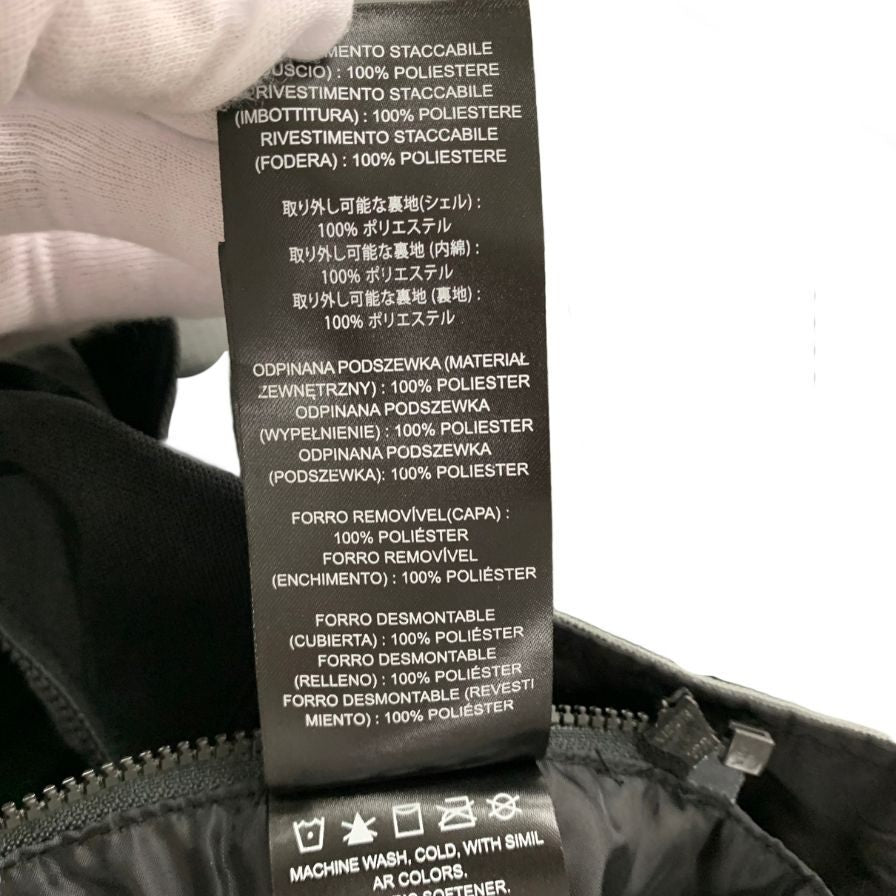 MENTO STACCABILE
USCIO) : 100% POLIESTERE
RIVESTIMENTO STACCABILE
(IMBOTTITURA) : 100% POLIESTERE
RIVESTIMENTO STACCABILE
(FODERA) : 100% POLIESTERE
取り外し可能な裏地(シェル) :
100% ポリエステル
取り外し可能な裏地 (内綿) :
100% ポリエステル
取り外し可能な裏地 (裏地) :
100% ポリエステル
ODPINANA PODSZEWKA (MATERIAŁ
ZEWNĘTRZNY) : 100% POLIESTER
ODPINANA PODSZEWKA
(WYPEŁNIENIE) : 100% POLIESTER
ODPINANA PODSZEWKA
(PODSZEWKA): 100% POLIESTER
FORRO REMOVÍVEL(CAPA) :
100% POLIÉSTER
FORRO REMOVÍVEL
(ENCHIMENTO) : 100% POLIÉSTER
FORRO DESMONTABLE
(CUBIERTA) : 100% POLIÉSTER
FORRO DESMONTABLE
(RELLENO) : 100% POLIÉSTER
FORRO DESMONTABLE (REVESTI
MIENTO) : 100% POLIÉSTER
MACHINE WASH, COLD, WITH SIMIL
AR COLORS.
SOFTENER.